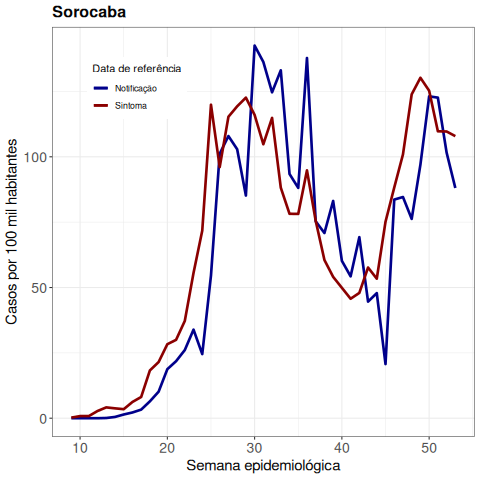 Sorocaba
Data de referência
Notificação
Sintoma
Casos por 100 mil habitantes
100
50
0
10
20
30
40
50
Semana epidemiológica